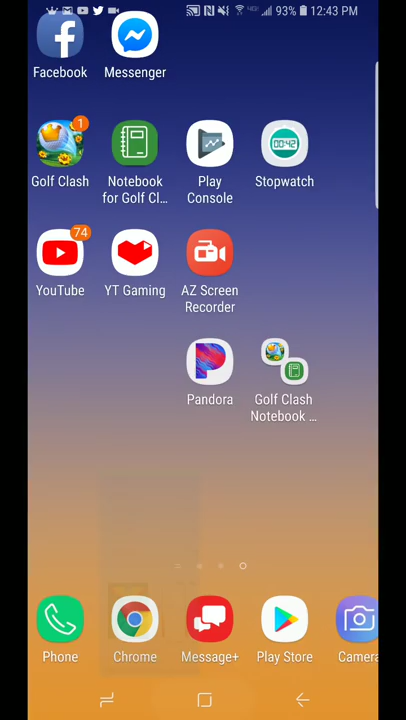 93% 12:43 PM
Facebook
Messenger
1
Golf Clash
Notebook
for Golf Cl...
Play
Console
00:42
Stopwatch
74
YouTube
YT Gaming
AZ Screen
Recorder
Pandora
Golf Clash
Notebook ...
Phone
Chrome
Message+
Play Store
Camera